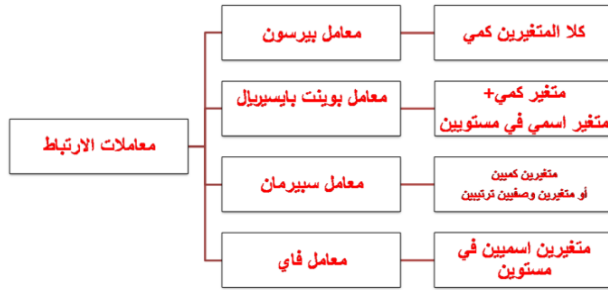 معاملات الارتباط
معامل بيرسون
كلا المتغيرين كمي
معامل بوينت بايسيريال
متغير كمي+
متغير اسمي في مستويين
معامل سبيرمان
متغيرين كميين
أو متغيرين وصفيين ترتيبين
معامل فاي
متغيرين اسميين في
مستوين